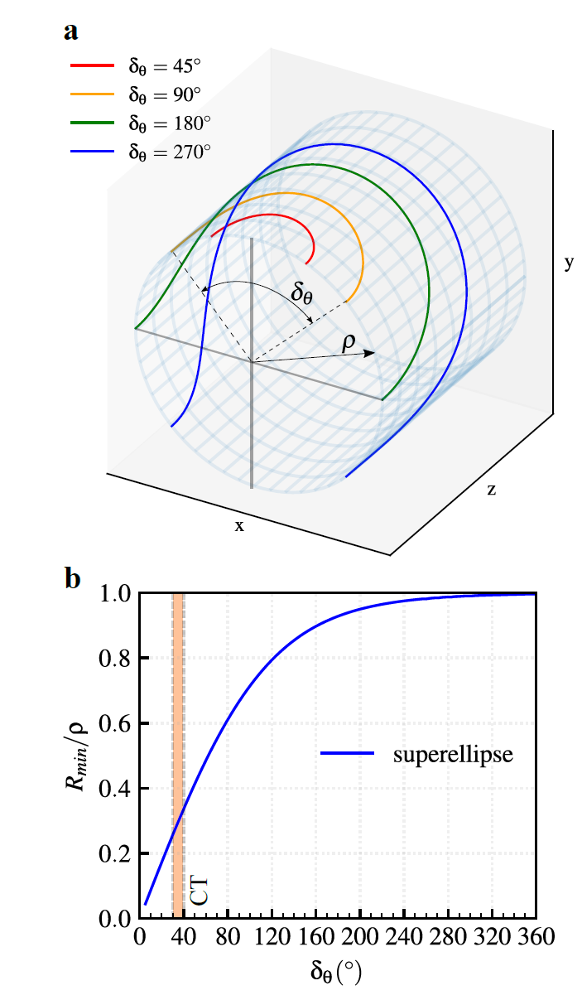 a
δθ = 45°
δθ = 90°
δθ = 180°
δθ = 270°
δθ
ρ
y
z
x
b
1.0
0.8
0.6
0.4
0.2
0.0
Rmin/ρ
superellipse
CT
0 40 80 120 160 200 240 280 320 360
δθ(°)